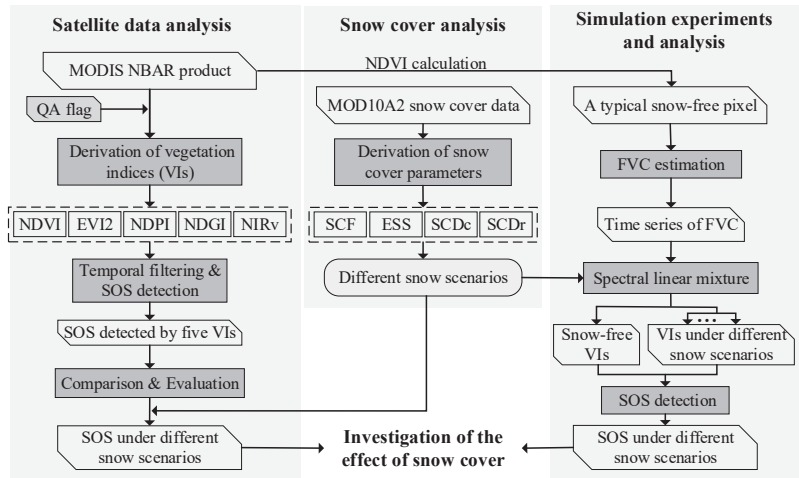 Satellite data analysis
MODIS NBAR product
QA flag
Derivation of vegetation
indices (VIs)
NDVI
EVI2
NDPI
NDGI
NIRv
Temporal filtering &
SOS detection
SOS detected by five VIs
Comparison & Evaluation
SOS under different
snow scenarios
Snow cover analysis
NDVI calculation
MOD10A2 snow cover data
Derivation of snow
cover parameters
SCF
ESS
SCDc
SCDr
Different snow scenarios
Investigation of the
effect of snow cover
Simulation experiments
and analysis
A typical snow-free pixel
FVC estimation
Time series of FVC
Spectral linear mixture
...
Snow-free
VIs
VIs under different
snow scenarios
SOS detection
SOS under different
snow scenarios